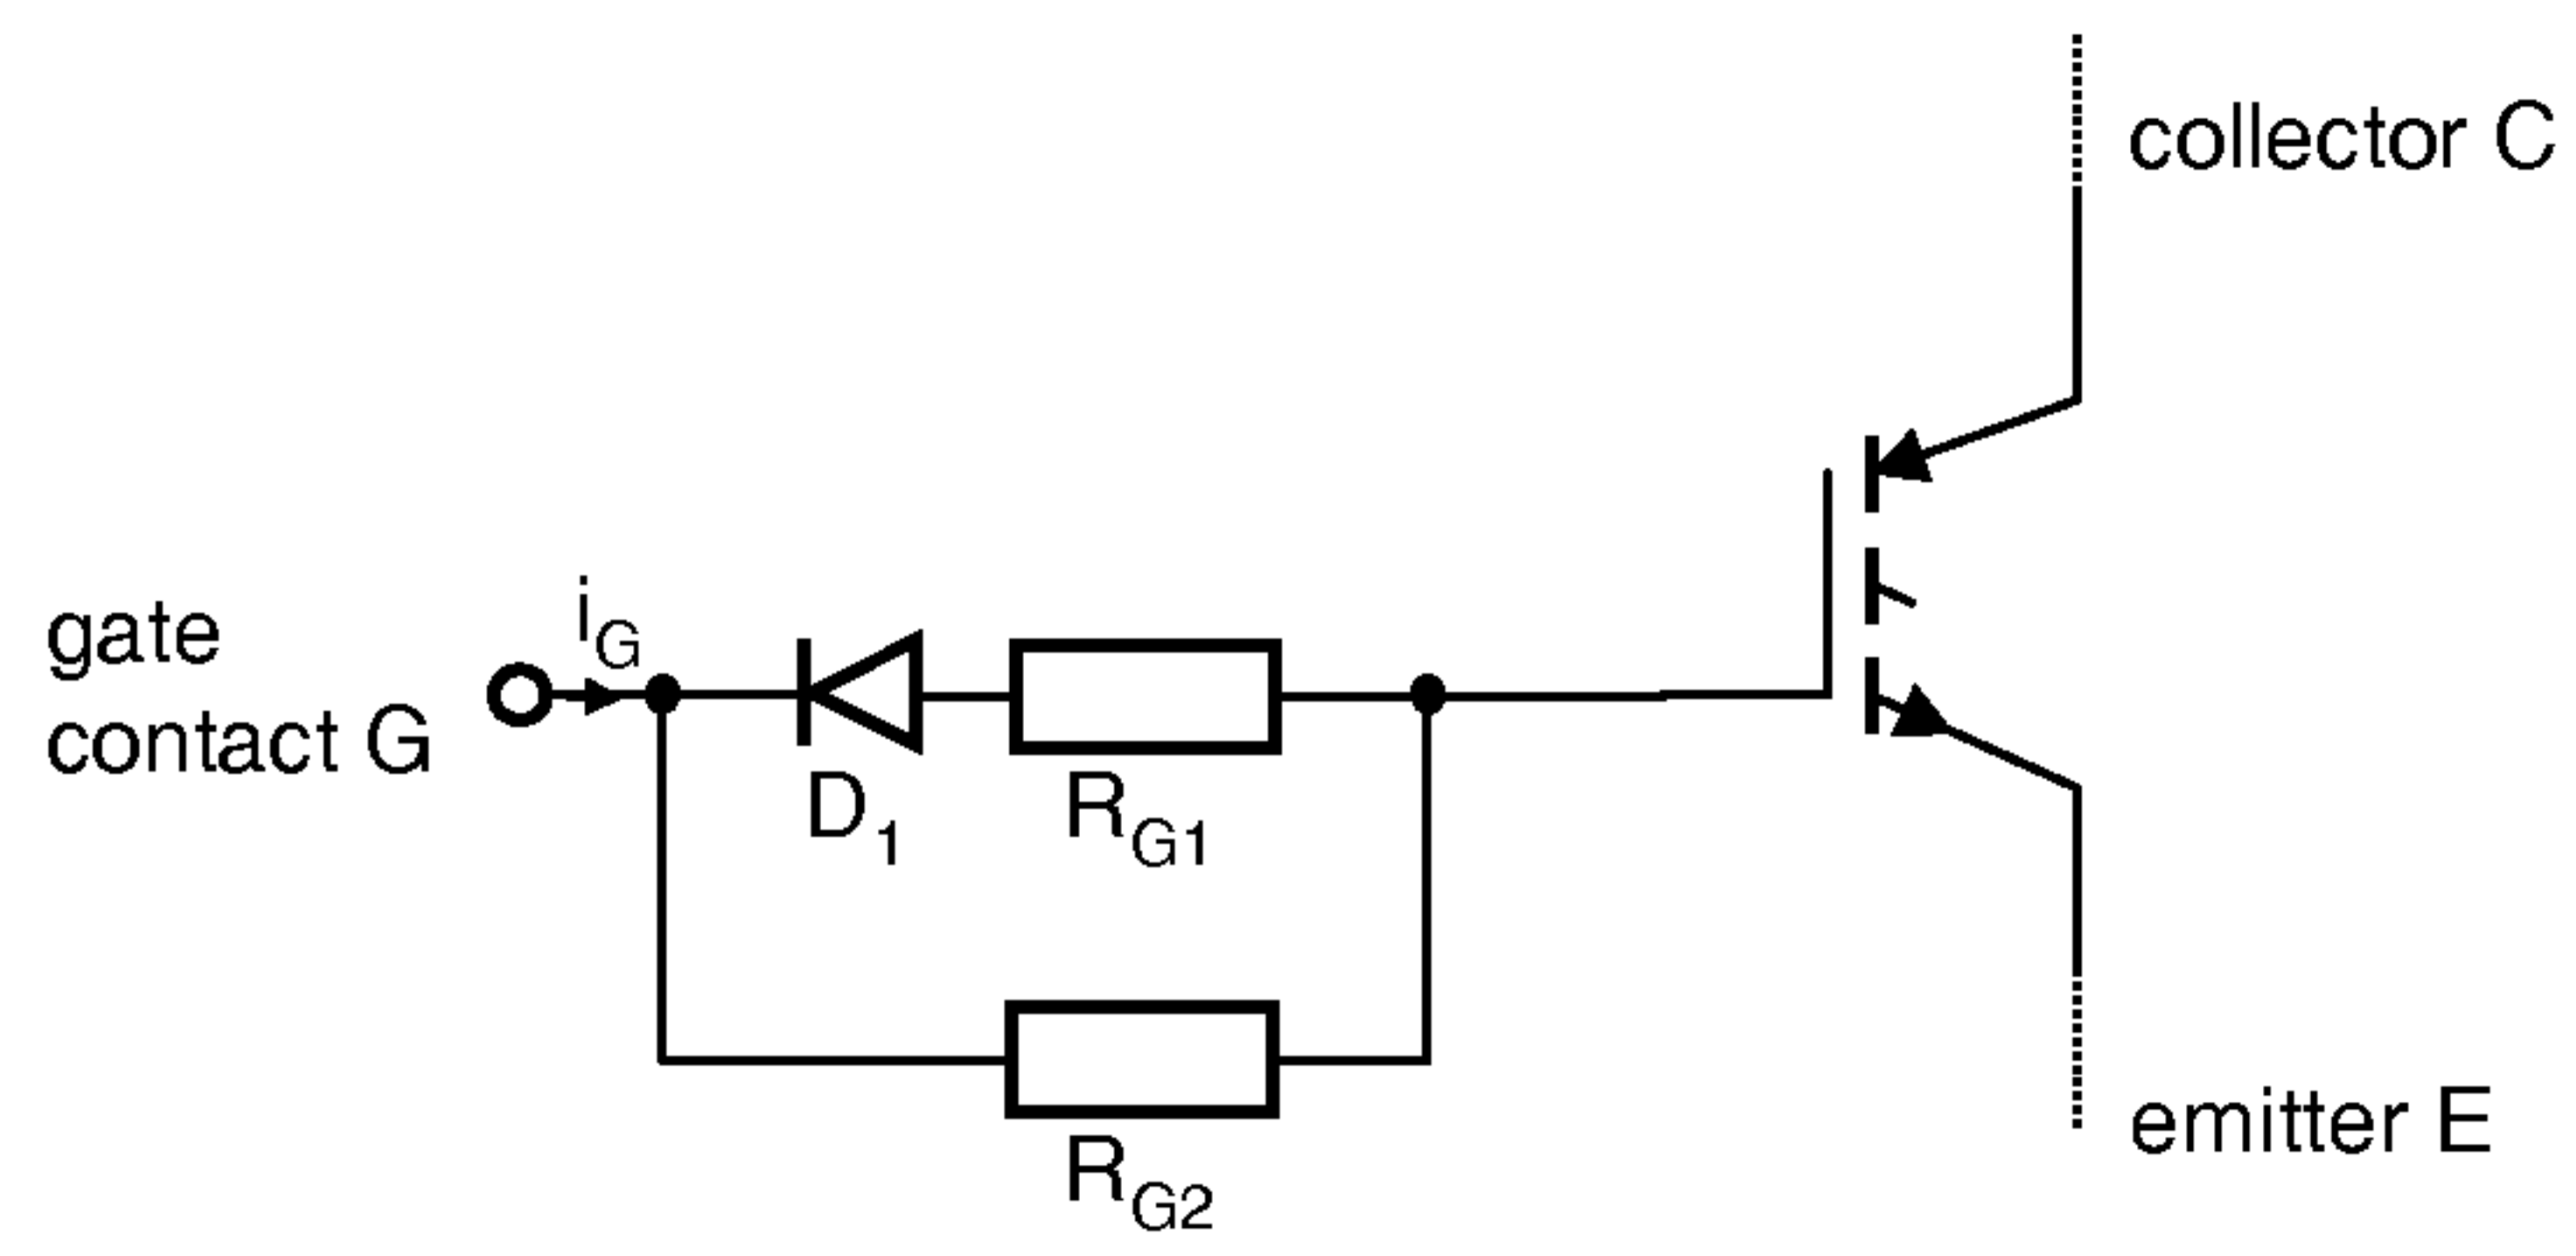 collector C
gate
contact G
iG
D1
RG1
RG2
emitter E